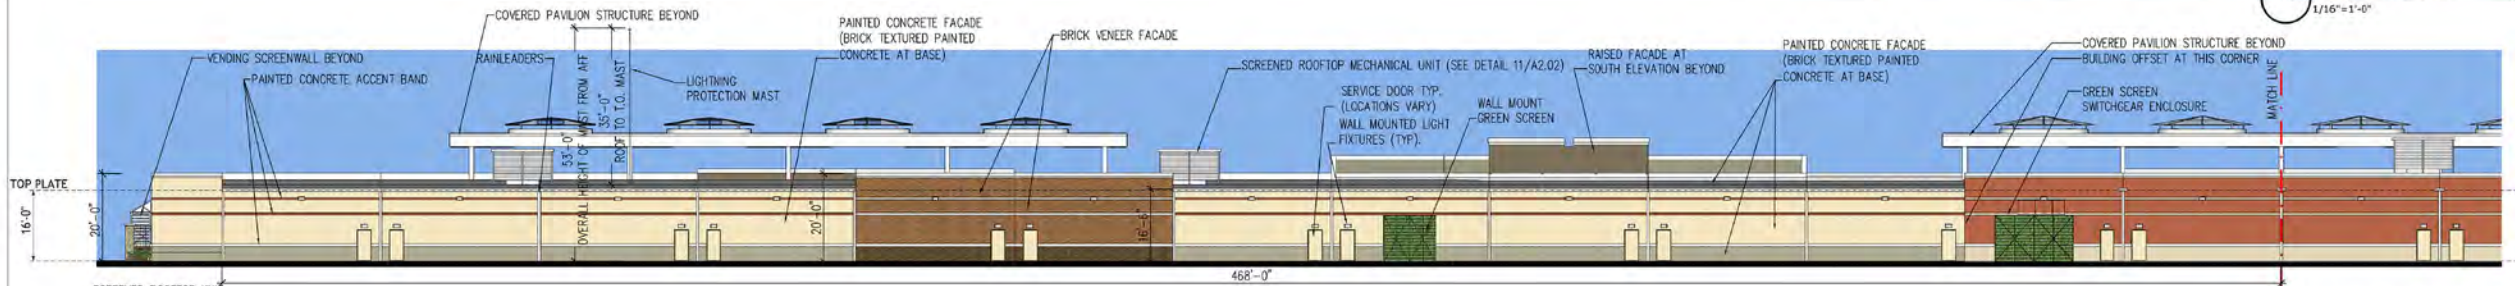 1/16"=1'-0"
COVERED PAVILION STRUCTURE BEYOND
PAINTED CONCRETE FACADE
(BRICK TEXTURED PAINTED
CONCRETE AT BASE)
BRICK VENEER FACADE
VENDING SCREENWALL BEYOND
PAINTED CONCRETE ACCENT BAND
RAINLEADERS
OVERALL HEIGHT OF MAST FROM AFF
53'-0"
35'-0"
ROOF TO T.O. MAST
LIGHTNING
PROTECTION MAST
SCREENED ROOFTOP MECHANICAL UNIT (SEE DETAIL 11/A2.02)
RAISED FACADE AT
SOUTH ELEVATION BEYOND
PAINTED CONCRETE FACADE
(BRICK TEXTURED PAINTED
CONCRETE AT BASE)
COVERED PAVILION STRUCTURE BEYOND
BUILDING OFFSET AT THIS CORNER
GREEN SCREEN
SWITCHGEAR ENCLOSURE
MATCH LINE
SERVICE DOOR TYP.
(LOCATIONS VARY)
WALL MOUNTED LIGHT
FIXTURES (TYP).
WALL MOUNT
GREEN SCREEN
TOP PLATE
16'-0"
20'-0"
20'-0"
16'-6"
468'-0"